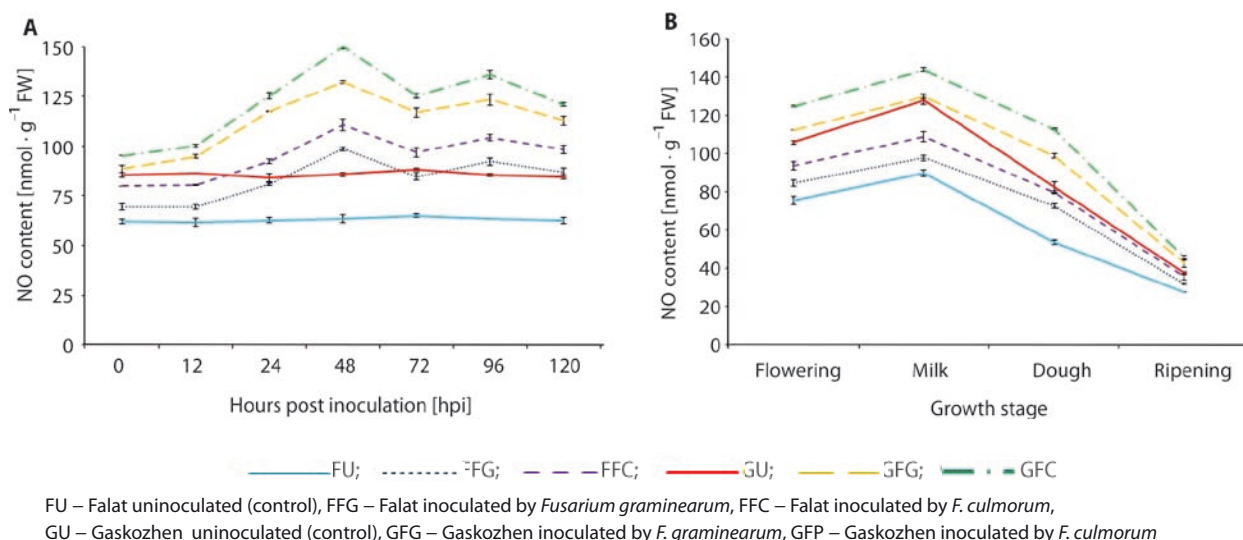 A
NO content [nmol · g⁻¹ FW]
150
125
100
75
50
25
0
0 12 24 48 72 96 120
Hours post inoculation [hpi]
B
NO content [nmol · g⁻¹ FW]
160
140
120
100
80
60
40
20
0
Flowering Milk Dough Ripening
Growth stage
FU; FFG; FFC; GU; GFG; GFC
FU – Falat uninoculated (control), FFG – Falat inoculated by Fusarium graminearum, FFC – Falat inoculated by F. culmorum,
GU – Gaskozhen uninoculated (control), GFG – Gaskozhen inoculated by F. graminearum, GFP – Gaskozhen inoculated by F. culmorum